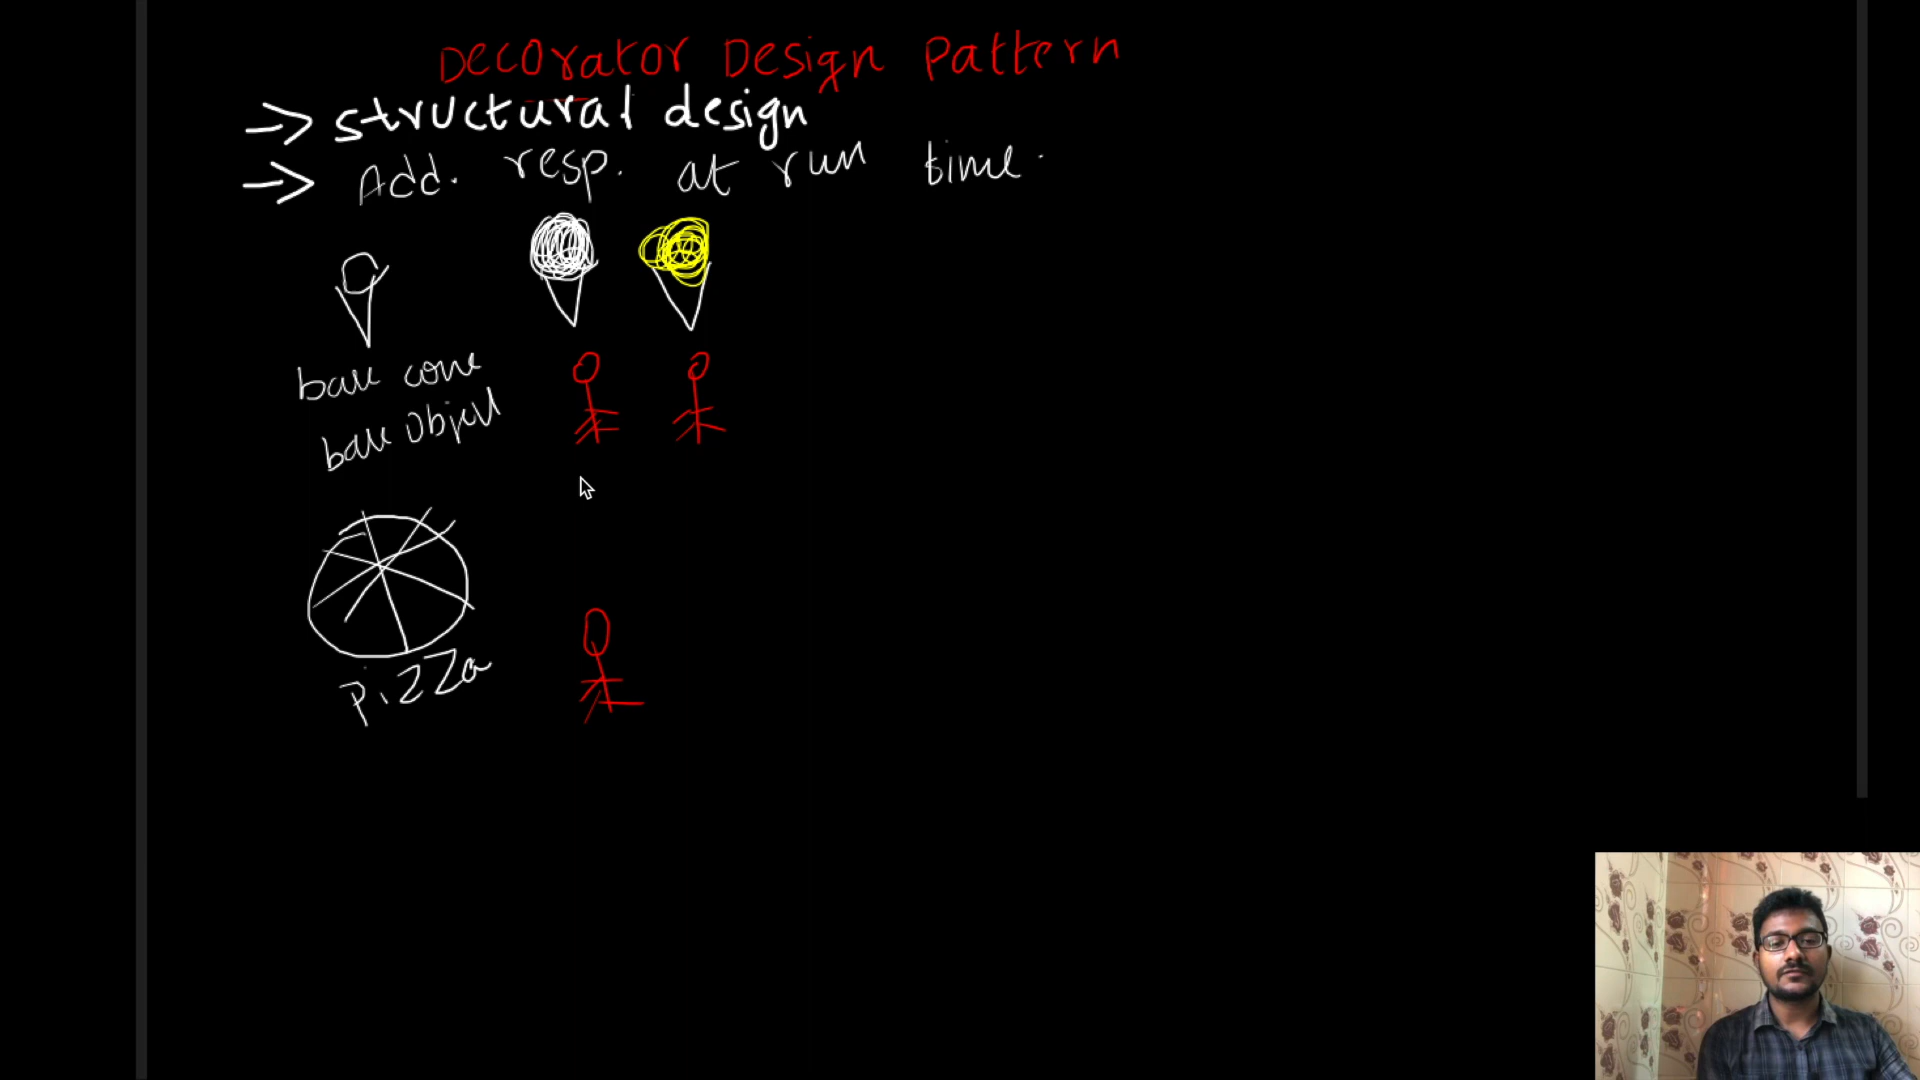 Decorator Design Pattern
=> structural design
=> Add. resp. at run time.
base cone
base object
pizza